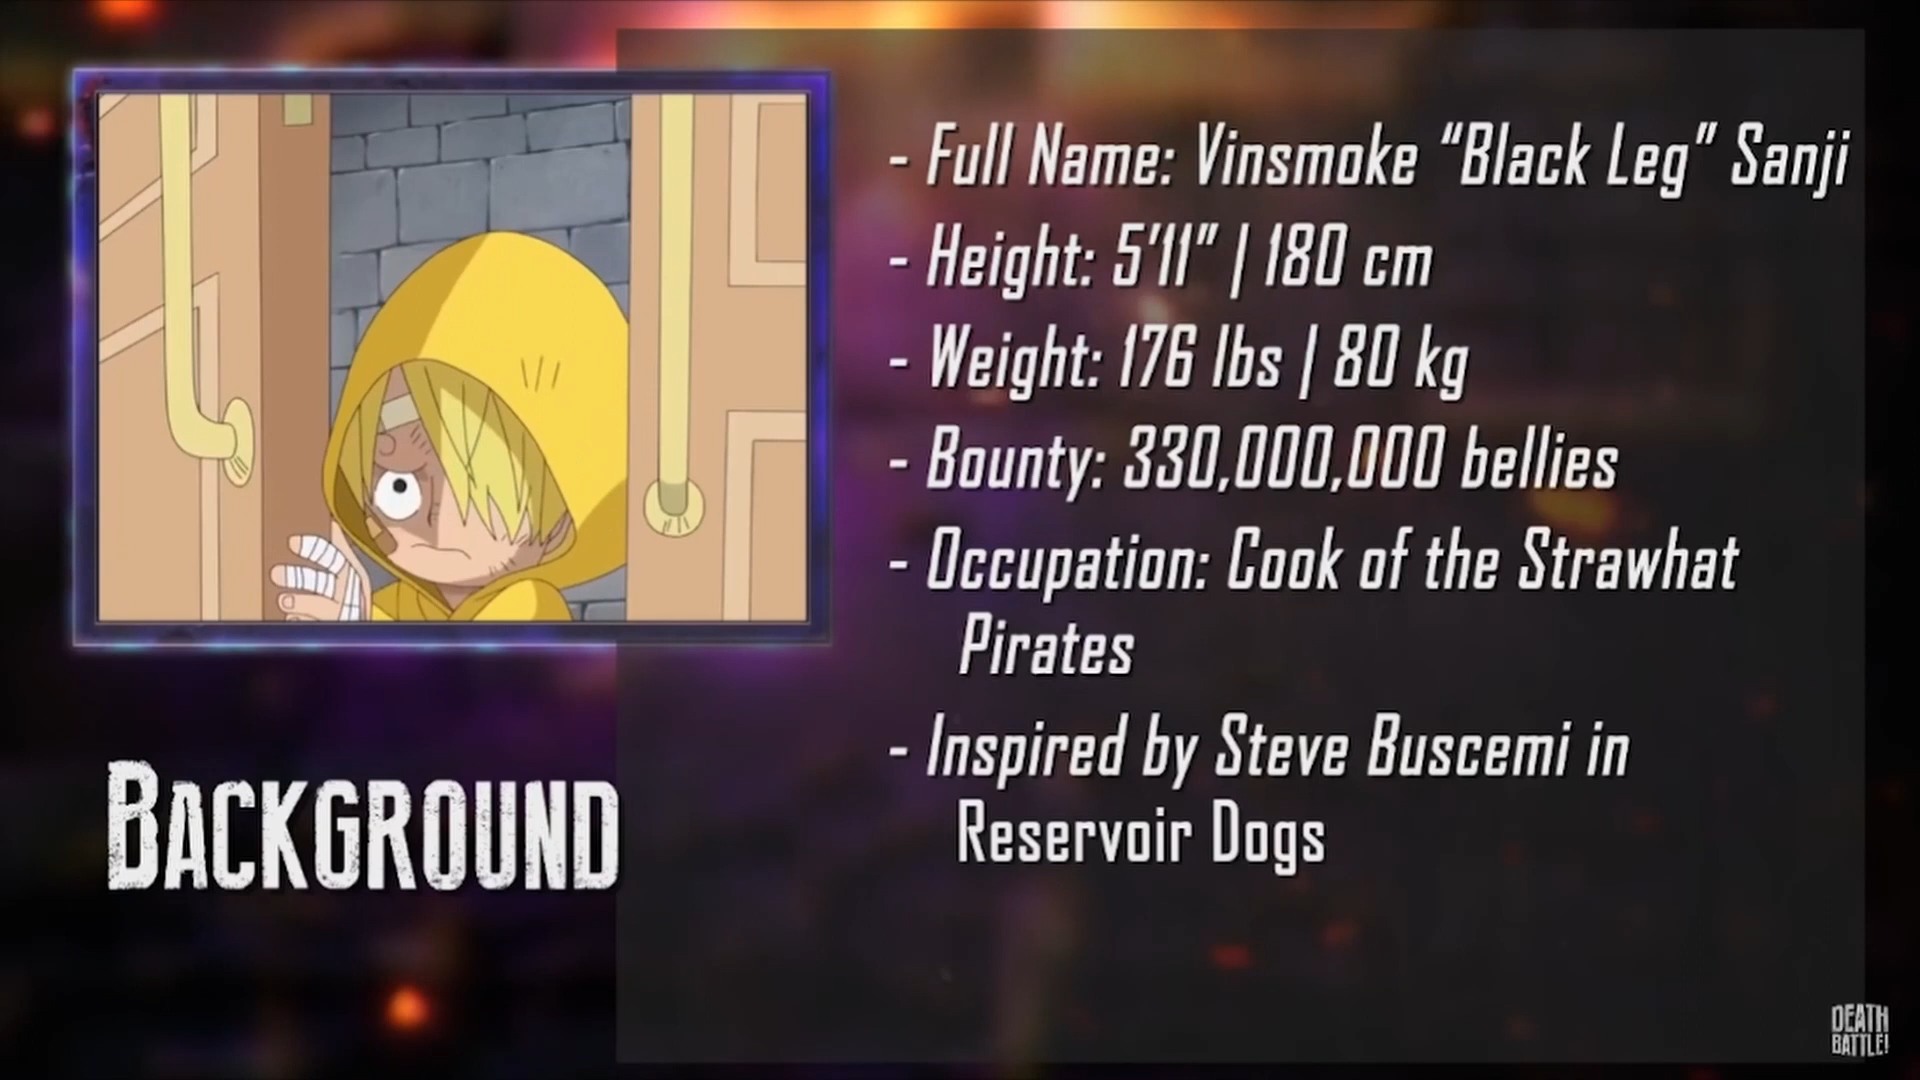 - Full Name: Vinsmoke “Black Leg” Sanji
- Height: 5’11” | 180 cm
- Weight: 176 lbs | 80 kg
- Bounty: 330,000,000 bellies
- Occupation: Cook of the Strawhat
Pirates
- Inspired by Steve Buscemi in
Reservoir Dogs
BACKGROUND
DEATH
BATTLE!